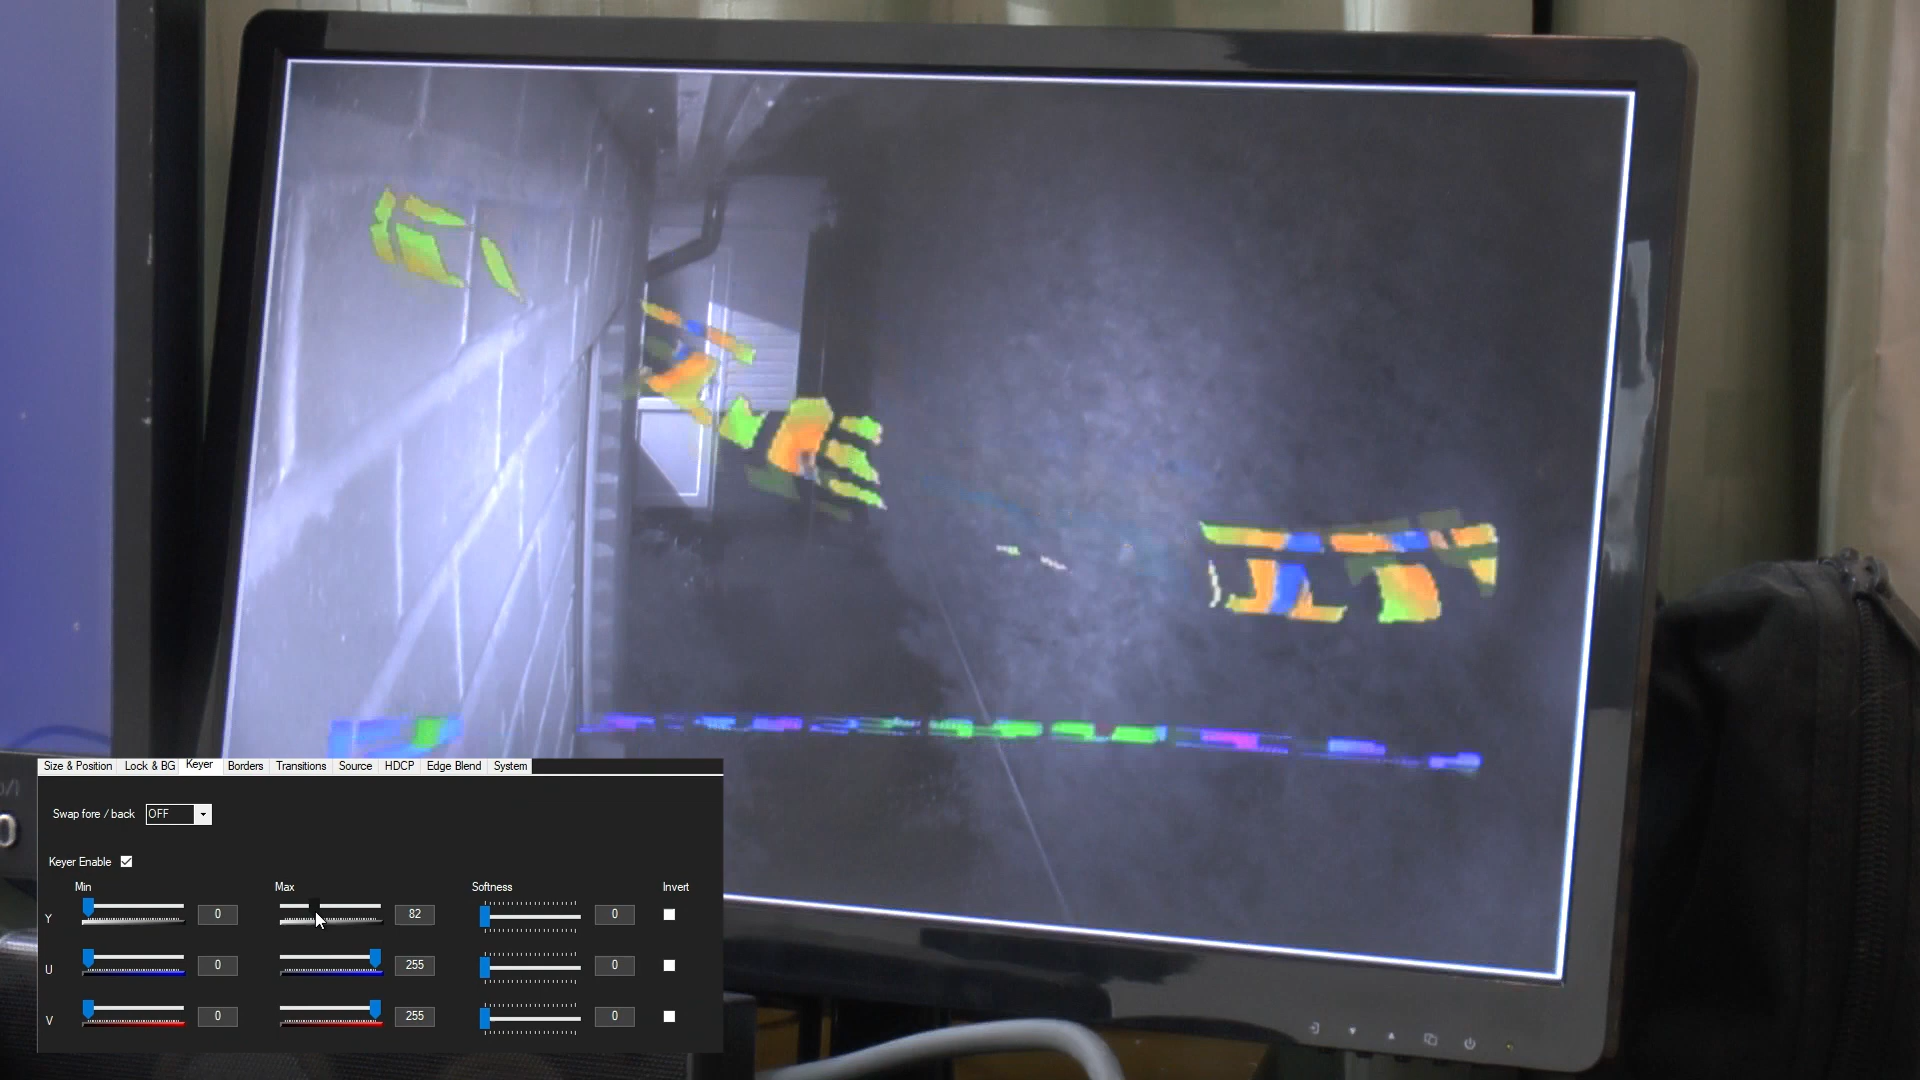 Size & Position Lock & BG Keyer Borders Transitions Source HDCP Edge Blend System
Swap fore / back OFF
Keyer Enable
Min Max Softness Invert
Y 0 82 0
U 0 255 0
V 0 255 0